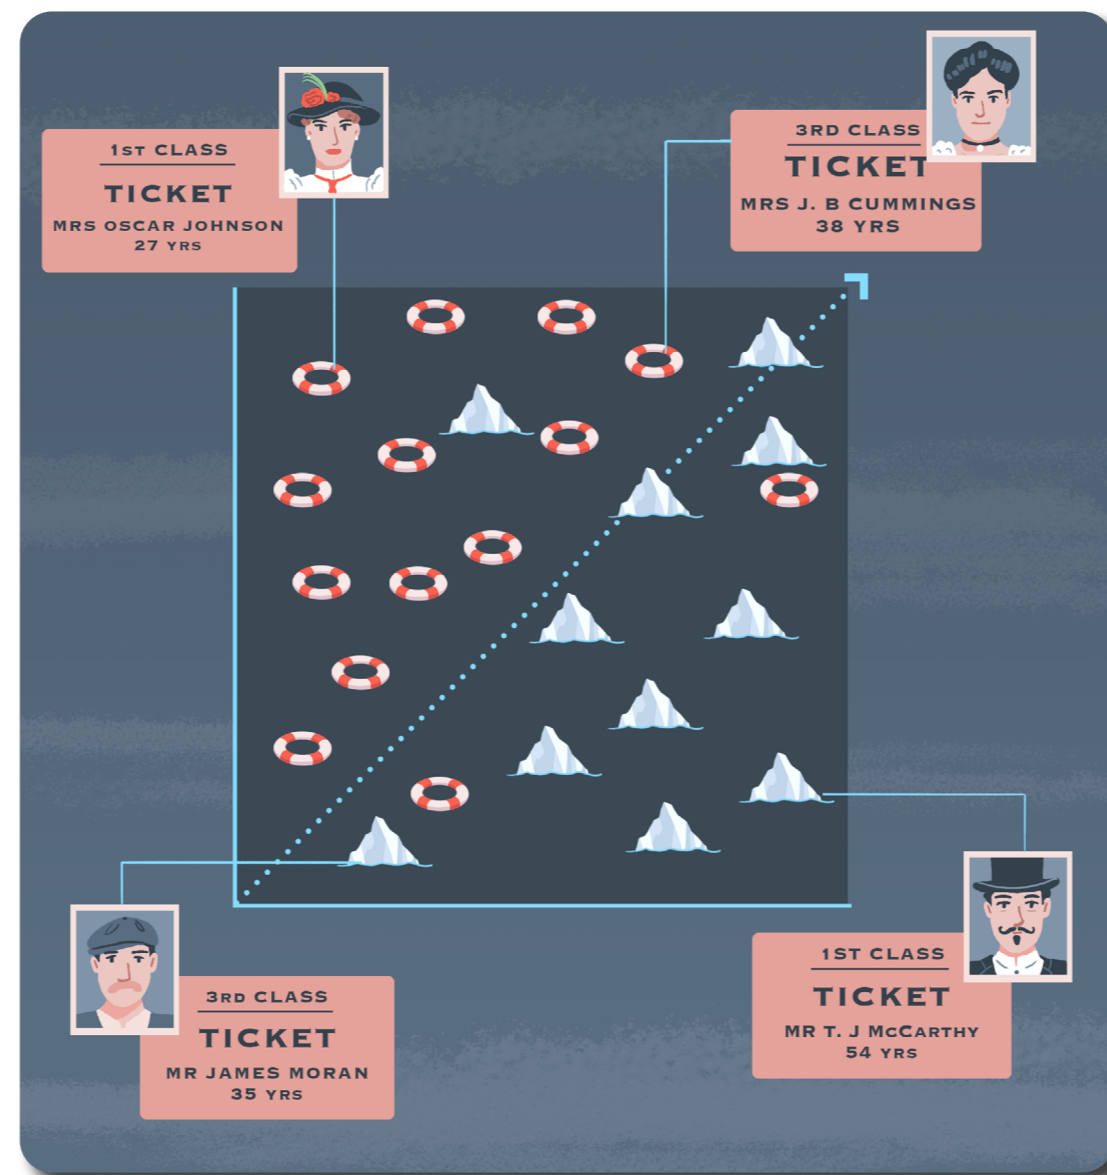 1ST CLASS
TICKET
MRS OSCAR JOHNSON
27 YRS
3RD CLASS
TICKET
MRS J. B CUMMINGS
38 YRS
3RD CLASS
TICKET
MR JAMES MORAN
35 YRS
1ST CLASS
TICKET
MR T. J MCCARTHY
54 YRS